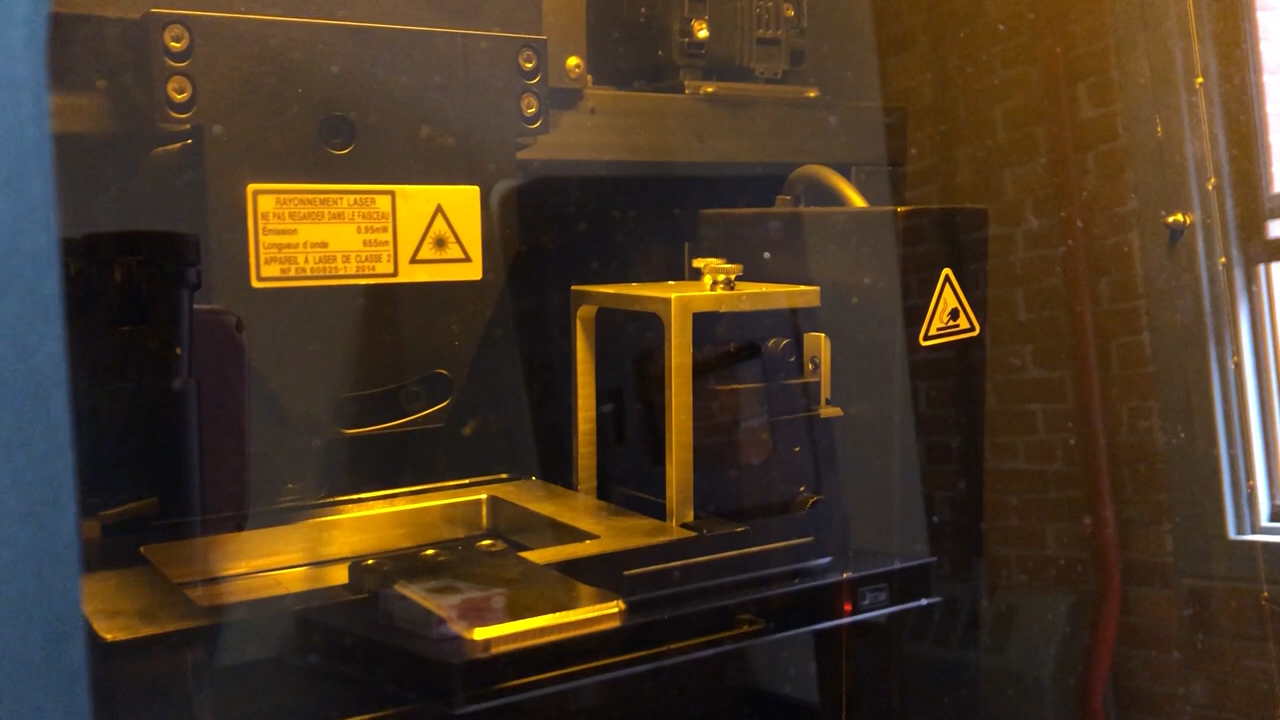 RAYONNEMENT LASER
NE PAS REGARDER DANS LE FAISCEAU
Émission 0.95mW
Longueur d'onde 655nm
APPAREIL À LASER DE CLASSE 2
NF EN 60825-1 : 2014